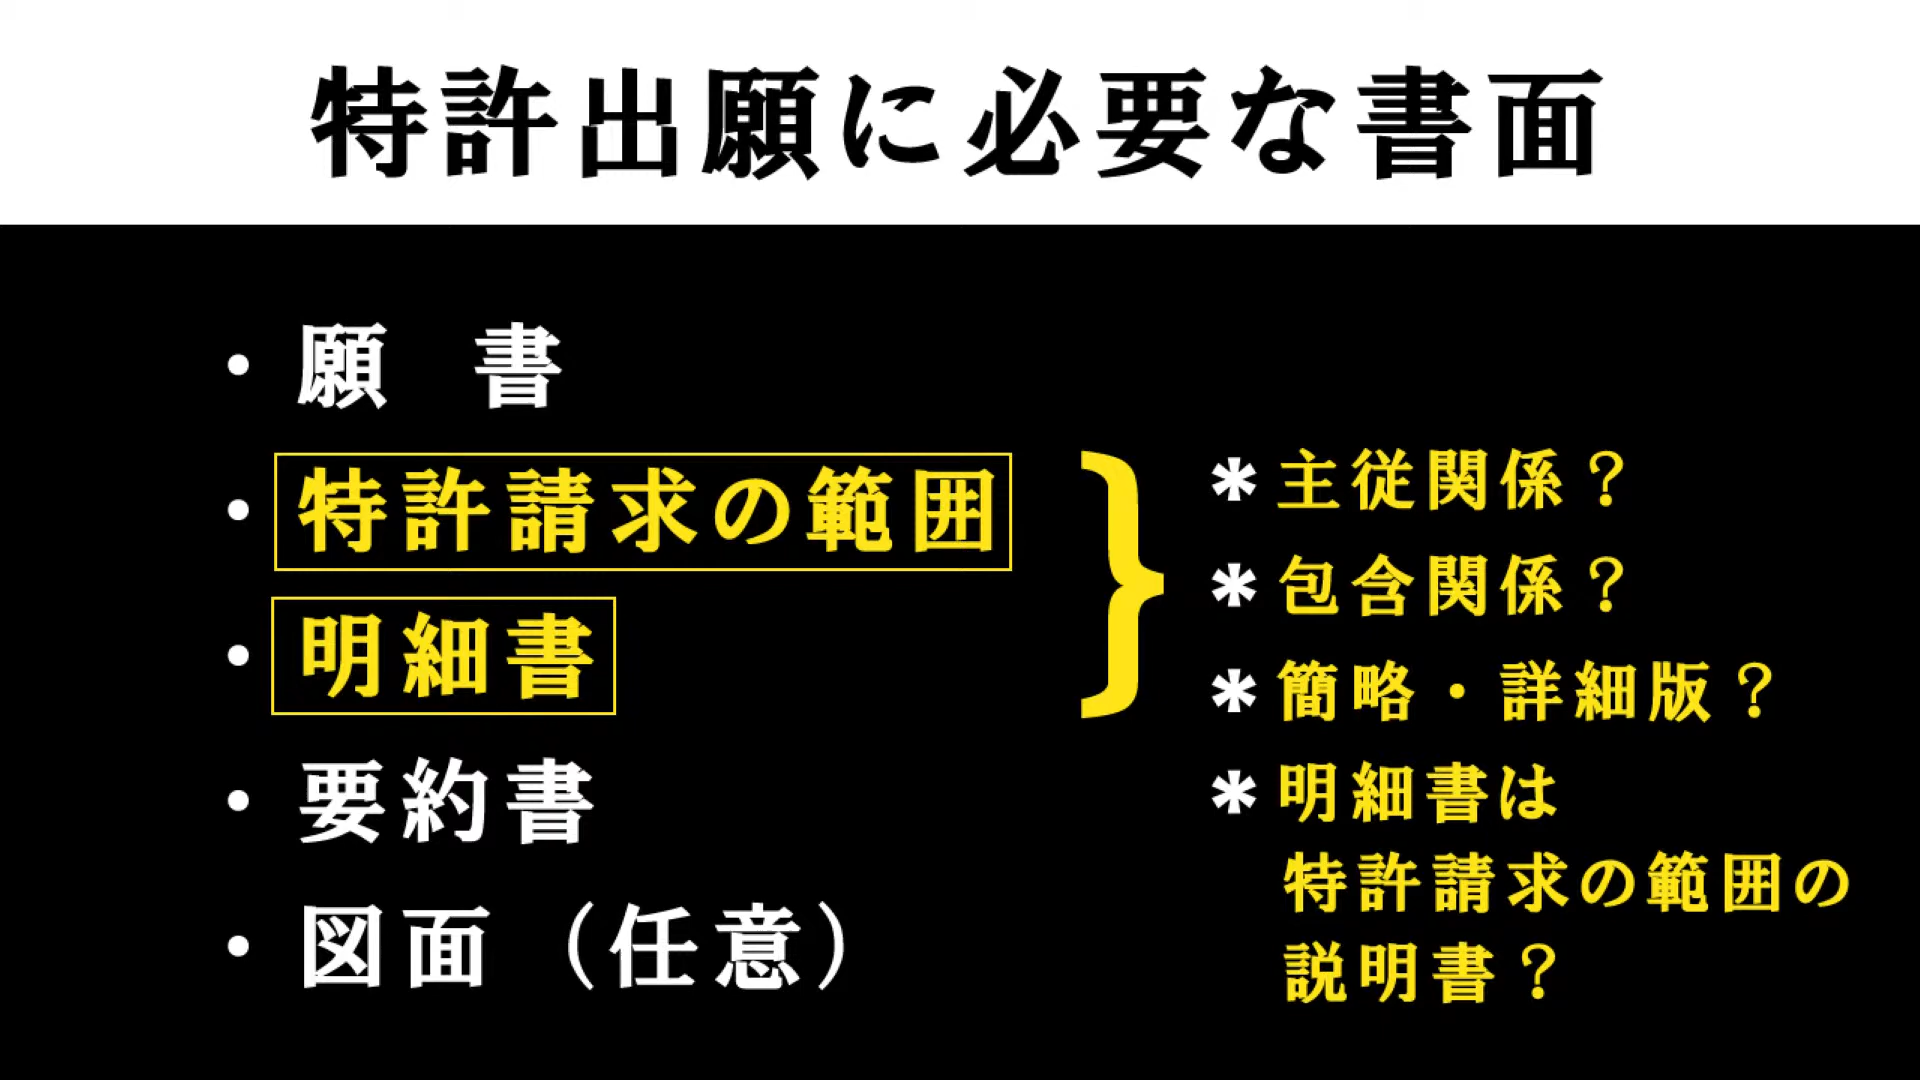 特許出願に必要な書面
・願　書
・特許請求の範囲
・明細書
・要約書
・図面（任意）
}
＊主従関係？
＊包含関係？
＊簡略・詳細版？
＊明細書は
特許請求の範囲の
説明書？